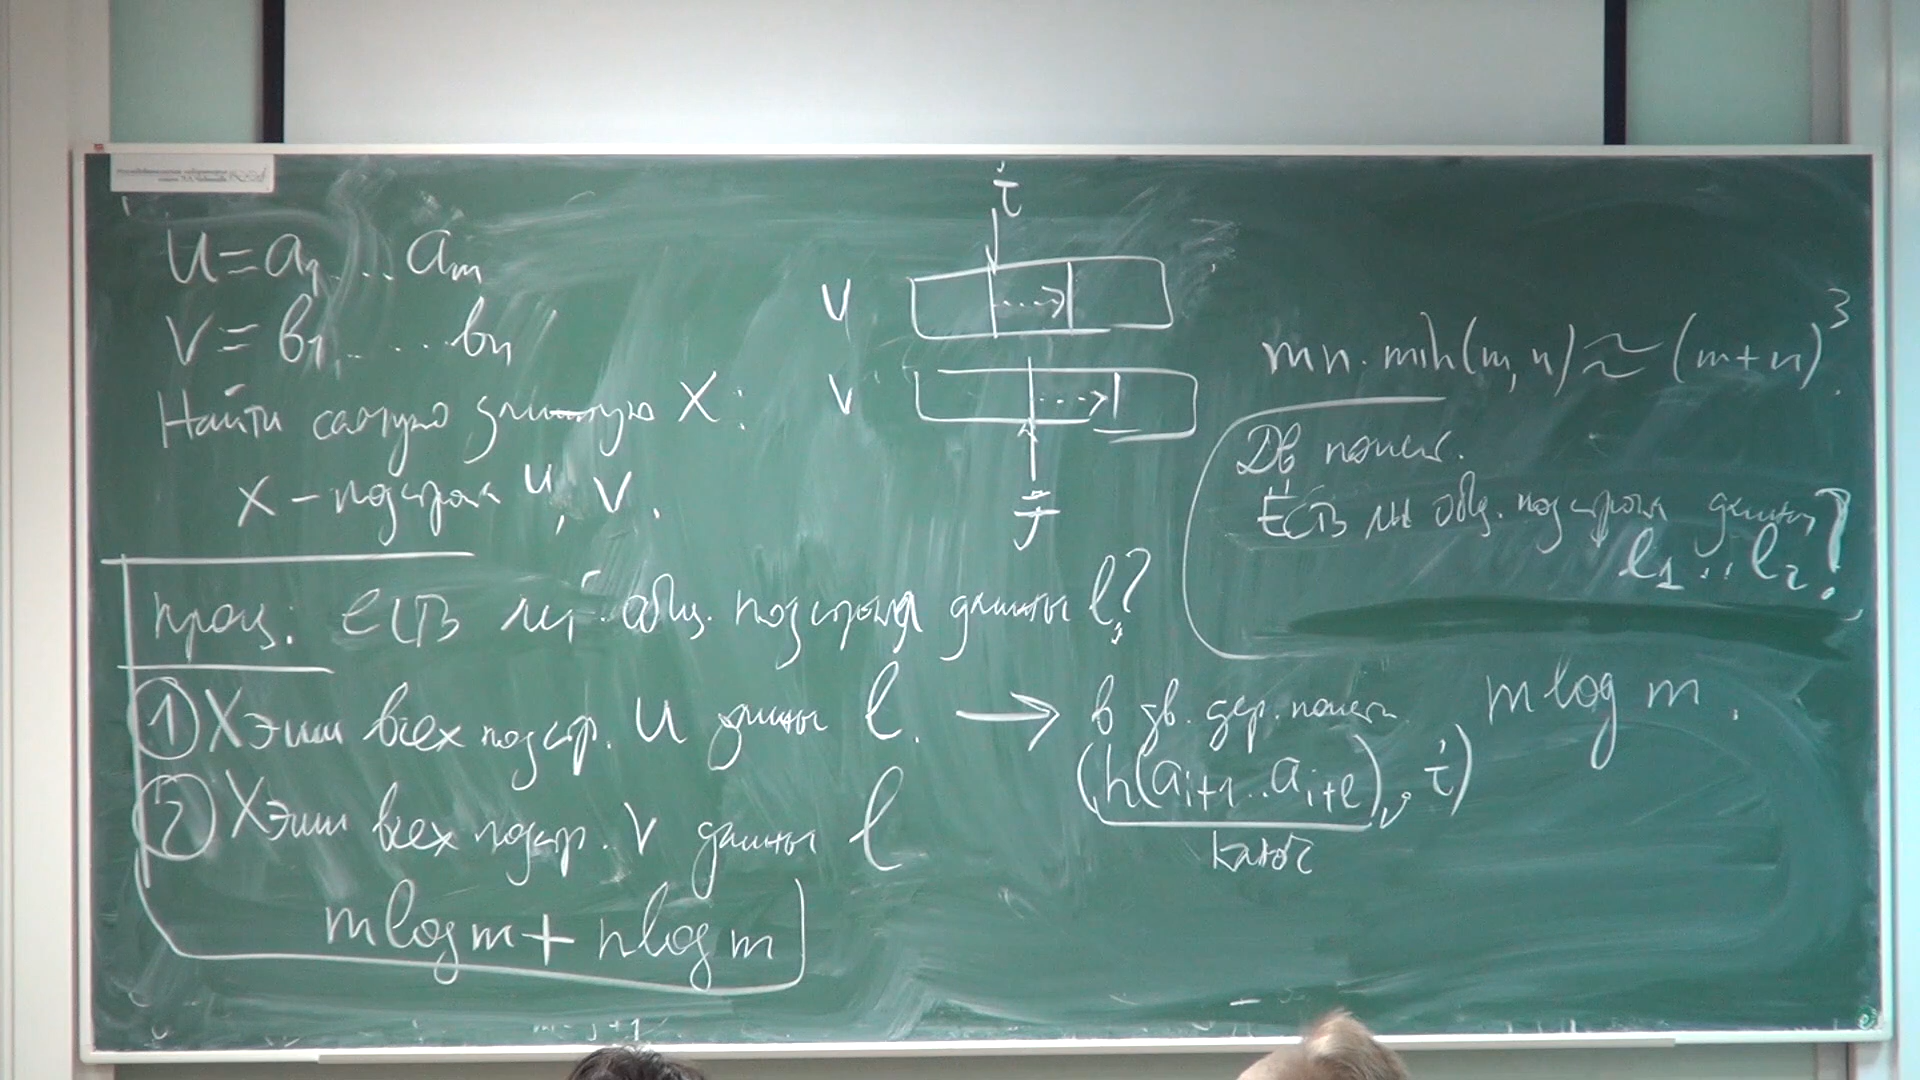 u = a₁ ... aₘ
v = b₁ ... bₙ
Найти самую длинную x:
x – подстрока u, v.
проц.: есть ли общ. подстрока длины l?
① Хэши всех подстр. u длины l. →
② Хэши всех подстр. v длины l
m log m + n log m
i
u
v
j
mn · min(m, n) ≈ (m+n)³.
Дв поиск.
Есть ли общ. подстрока длины
l₁ .. l₂?
в дв. дер. поиска
m log m.
(h(aᵢ₊₁..aᵢ₊ₗ), i)
ключ